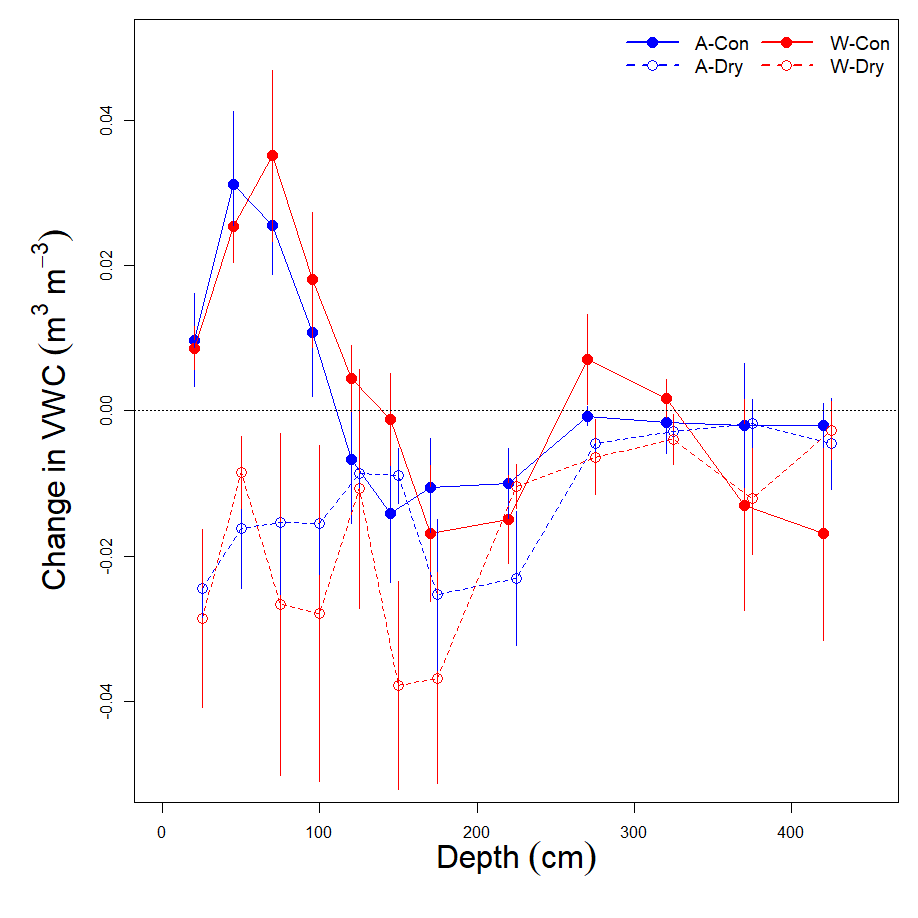 A-Con W-Con
A-Dry W-Dry
0.04
0.02
0.00
-0.02
-0.04
Change in VWC (m³ m⁻³)
0 100 200 300 400
Depth (cm)